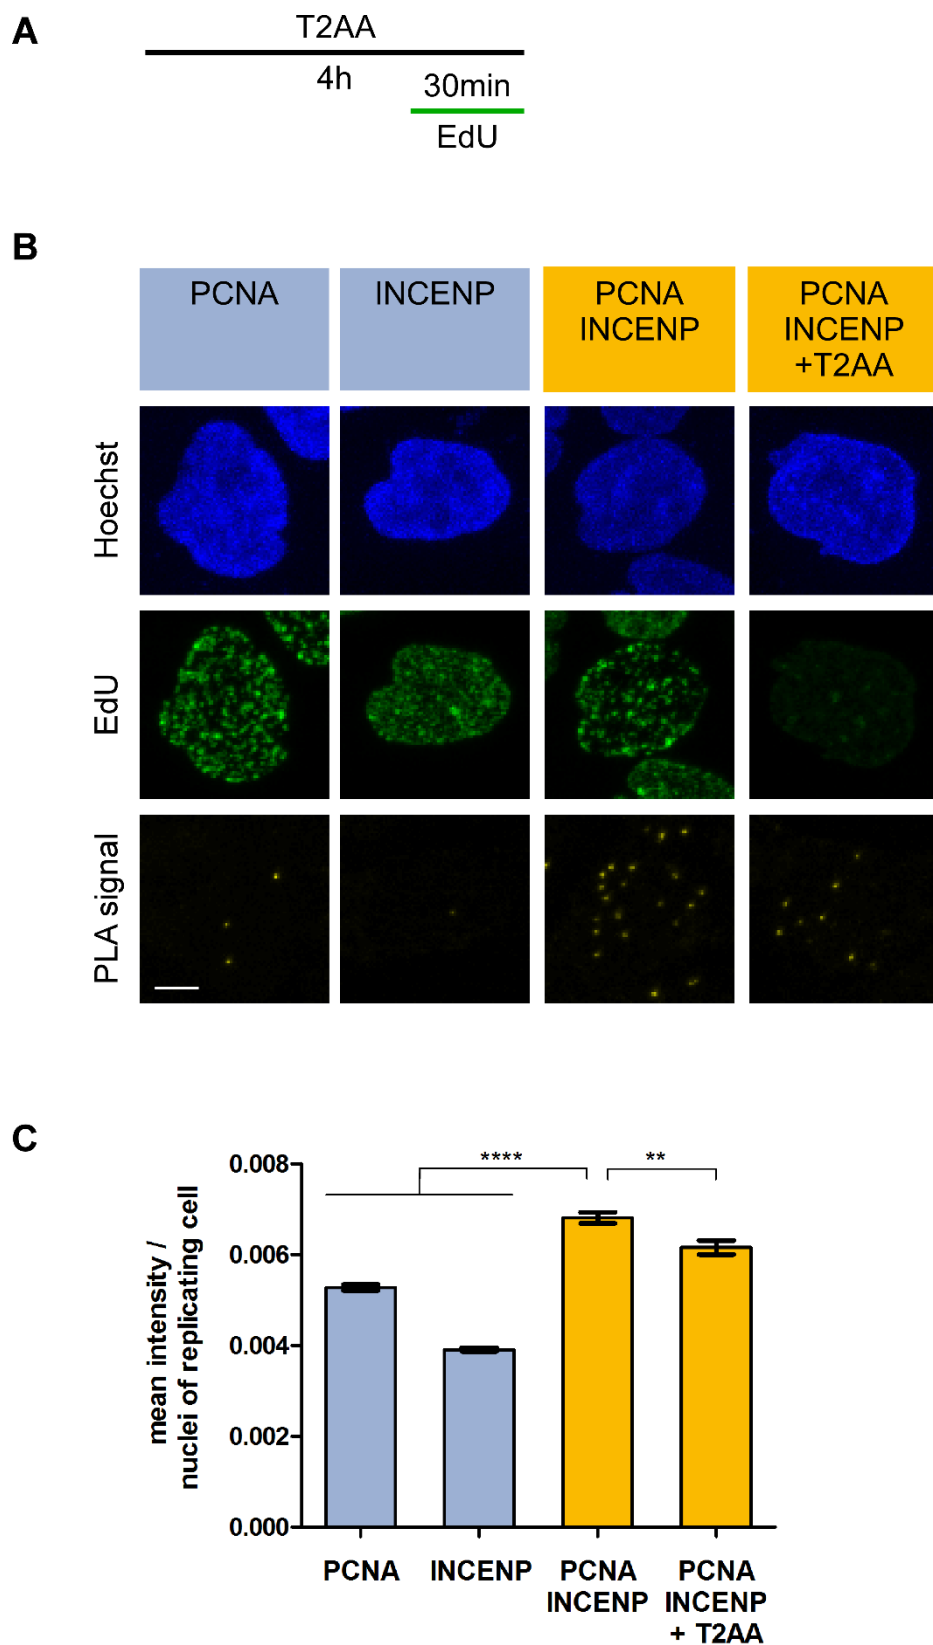 A
T2AA
4h
30min
EdU
B
PCNA
INCENP
PCNA
INCENP
PCNA
INCENP
+T2AA
Hoechst
EdU
PLA signal
C
mean intensity /
nuclei of replicating cell
0.008
0.006
0.004
0.002
0.000
****
**
PCNA
INCENP
PCNA
INCENP
PCNA
INCENP
+ T2AA